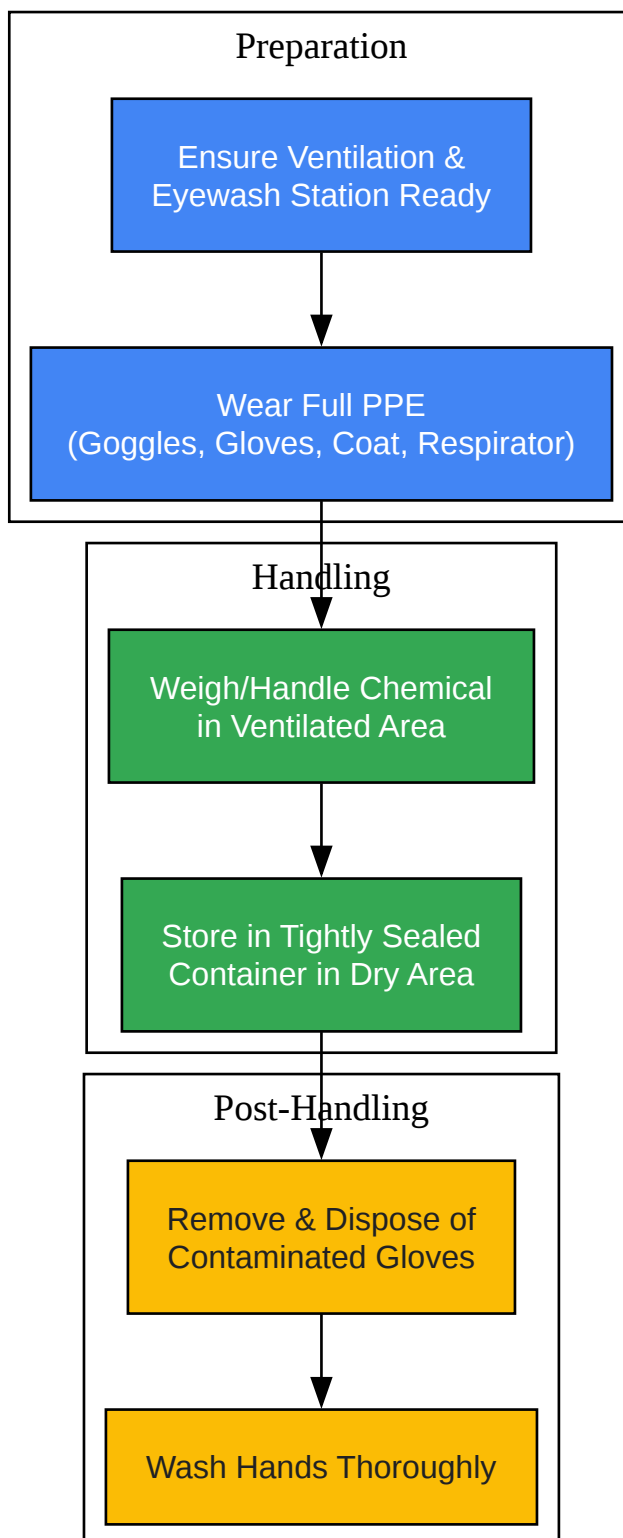 Preparation
Ensure Ventilation &
Eyewash Station Ready
Wear Full PPE
(Goggles, Gloves, Coat, Respirator)
Handling
Weigh/Handle Chemical
in Ventilated Area
Store in Tightly Sealed
Container in Dry Area
Post-Handling
Remove & Dispose of
Contaminated Gloves
Wash Hands Thoroughly